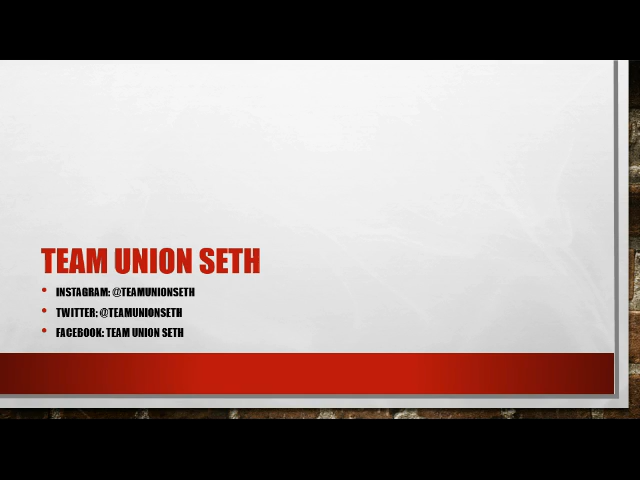 TEAM UNION SETH
• INSTAGRAM: @TEAMUNIONSETH
• TWITTER: @TEAMUNIONSETH
• FACEBOOK: TEAM UNION SETH